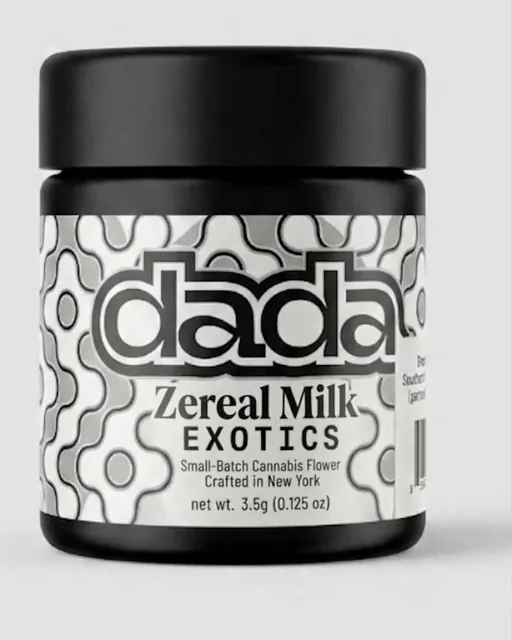 dada
Zereal Milk
EXOTICS
Small-Batch Cannabis Flower
Crafted in New York
net wt. 3.5g (0.125 oz)